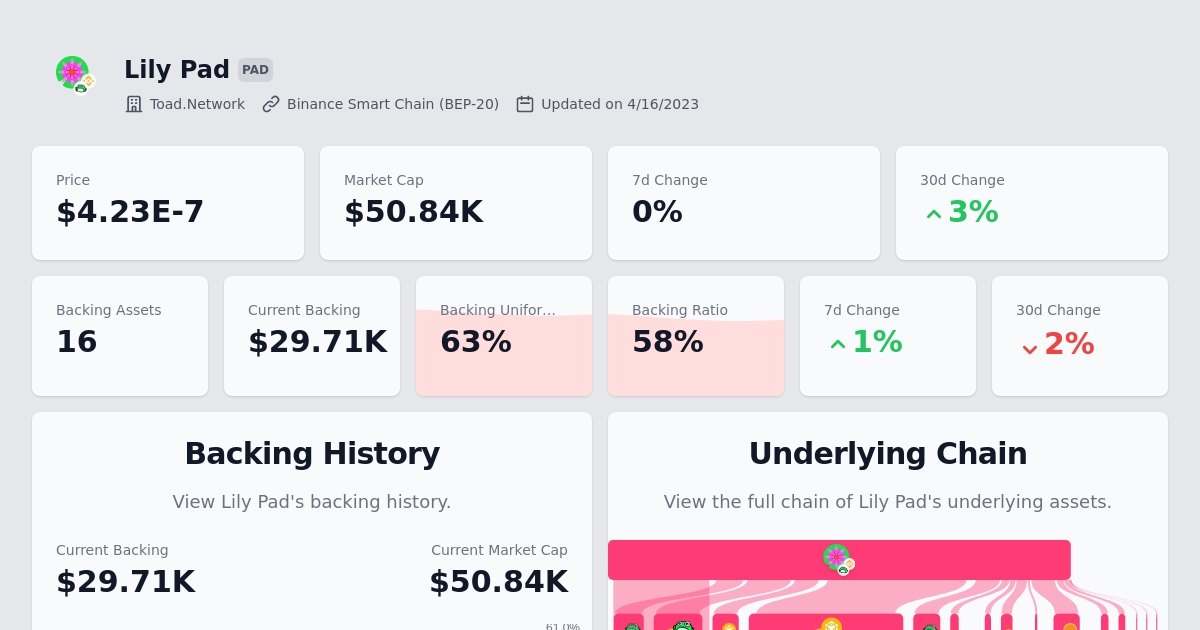 Lily Pad PAD
Toad.Network Binance Smart Chain (BEP-20) Updated on 4/16/2023
Price Market Cap 7d Change 30d Change
$4.23E-7 $50.84K 0% 3%
Backing Assets Current Backing Backing Unifor... Backing Ratio 7d Change 30d Change
16 $29.71K 63% 58% 1% 2%
Backing History
View Lily Pad's backing history.
Current Backing Current Market Cap
$29.71K $50.84K
61.0%
Underlying Chain
View the full chain of Lily Pad's underlying assets.